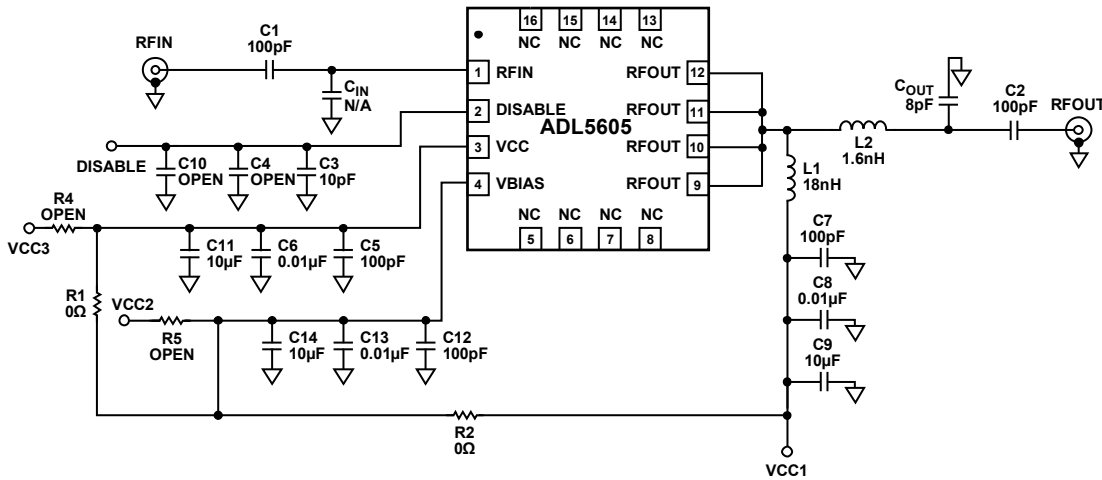 16
15
14
13
NC
NC
NC
NC
RFIN
C1
100pF
1
RFIN
CIN
N/A
2
DISABLE
ADL5605
3
VCC
4
VBIAS
RFOUT
12
RFOUT
11
RFOUT
10
RFOUT
9
NC
NC
NC
NC
5
6
7
8
COUT
8pF
C2
100pF
RFOUT
L2
1.6nH
L1
18nH
DISABLE
C10
OPEN
C4
OPEN
C3
10pF
R4
OPEN
VCC3
C11
10µF
C6
0.01µF
C5
100pF
R1
0Ω
VCC2
R5
OPEN
C14
10µF
C13
0.01µF
C12
100pF
C7
100pF
C8
0.01µF
C9
10µF
R2
0Ω
VCC1